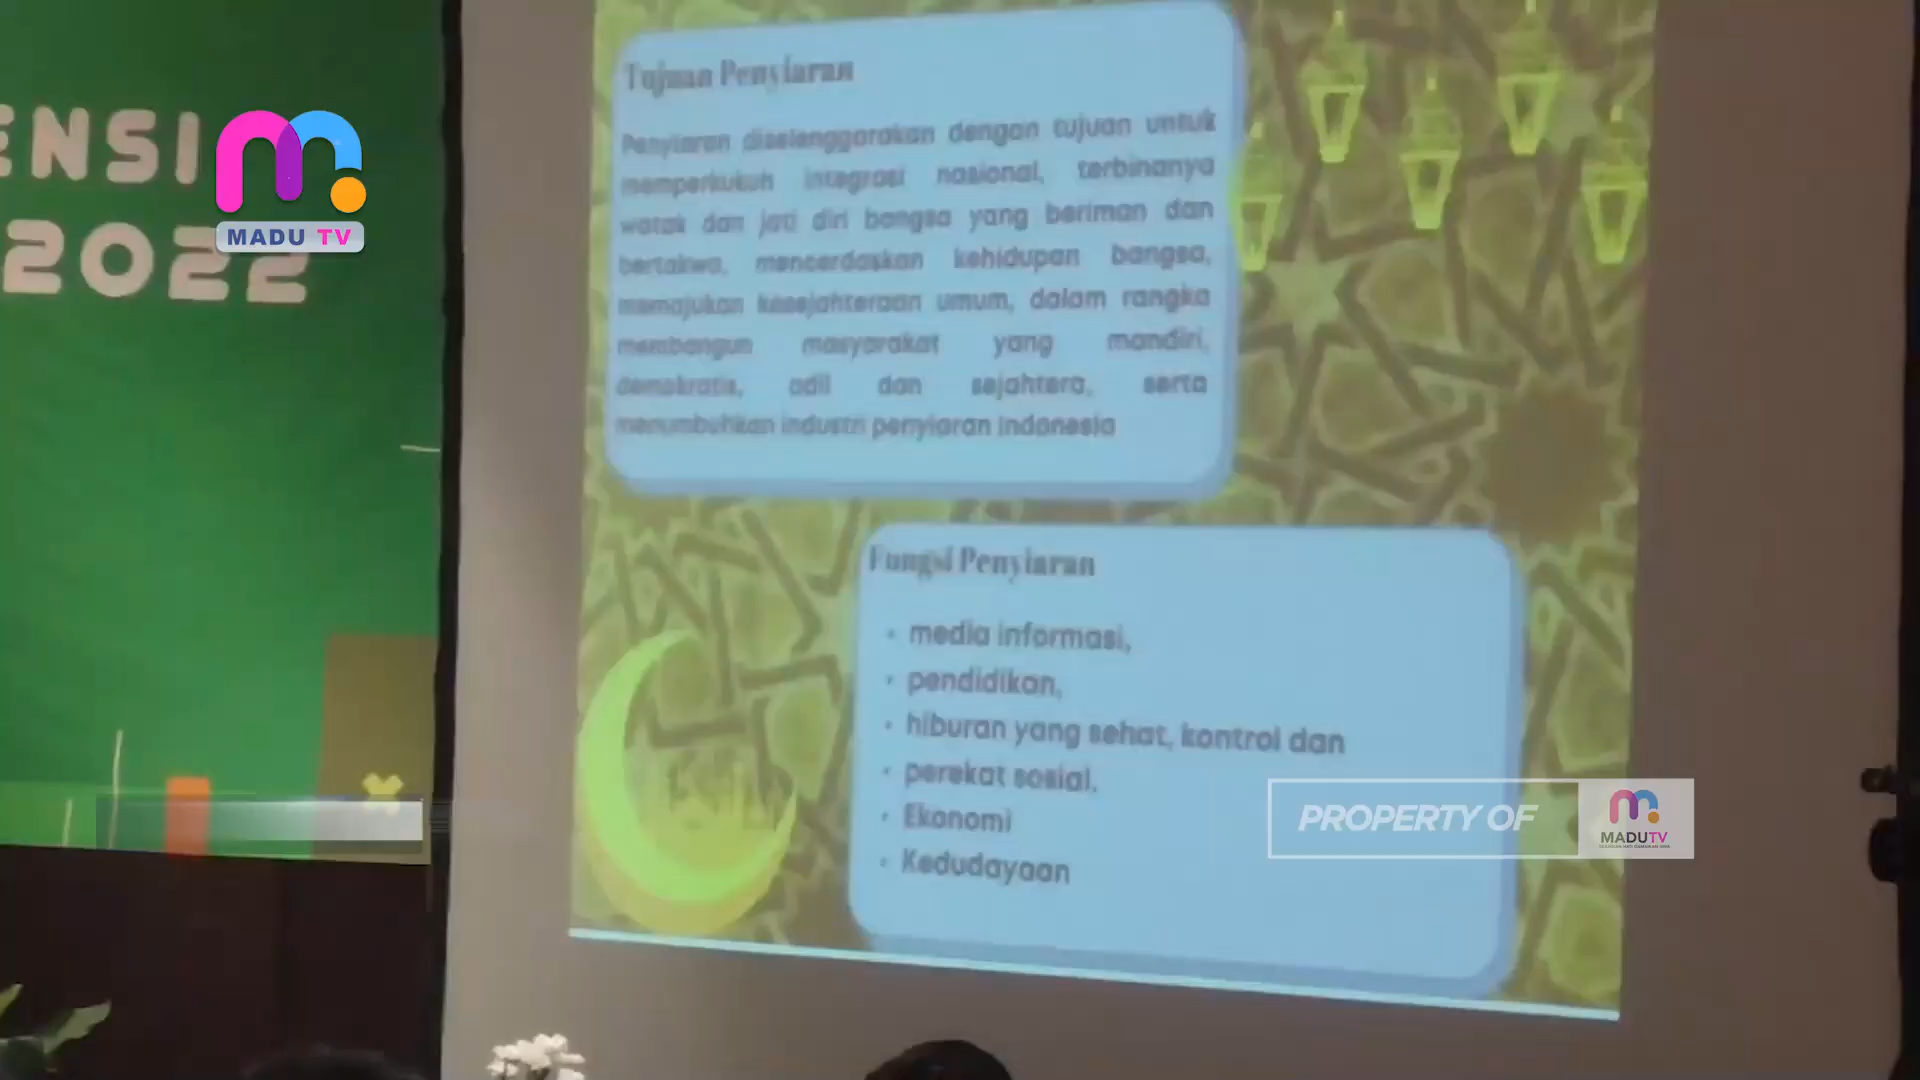 ENSI
2022
MADU TV
Tujuan Penyiaran
Penyiaran diselenggarakan dengan tujuan untuk
memperkukuh integrasi nasional, terbinanya
watak dan jati diri bangsa yang beriman dan
bertakwa, mencerdaskan kehidupan bangsa,
memajukan kesejahteraan umum, dalam rangka
membangun masyarakat yang mandiri,
demokratis, adil dan sejahtera, serta
menumbuhkan industri penyiaran Indonesia
Fungsi Penyiaran
• media informasi,
• pendidikan,
• hiburan yang sehat, kontrol dan
• perekat sosial,
• Ekonomi
• Kedudayaan
PROPERTY OF
MADUTV